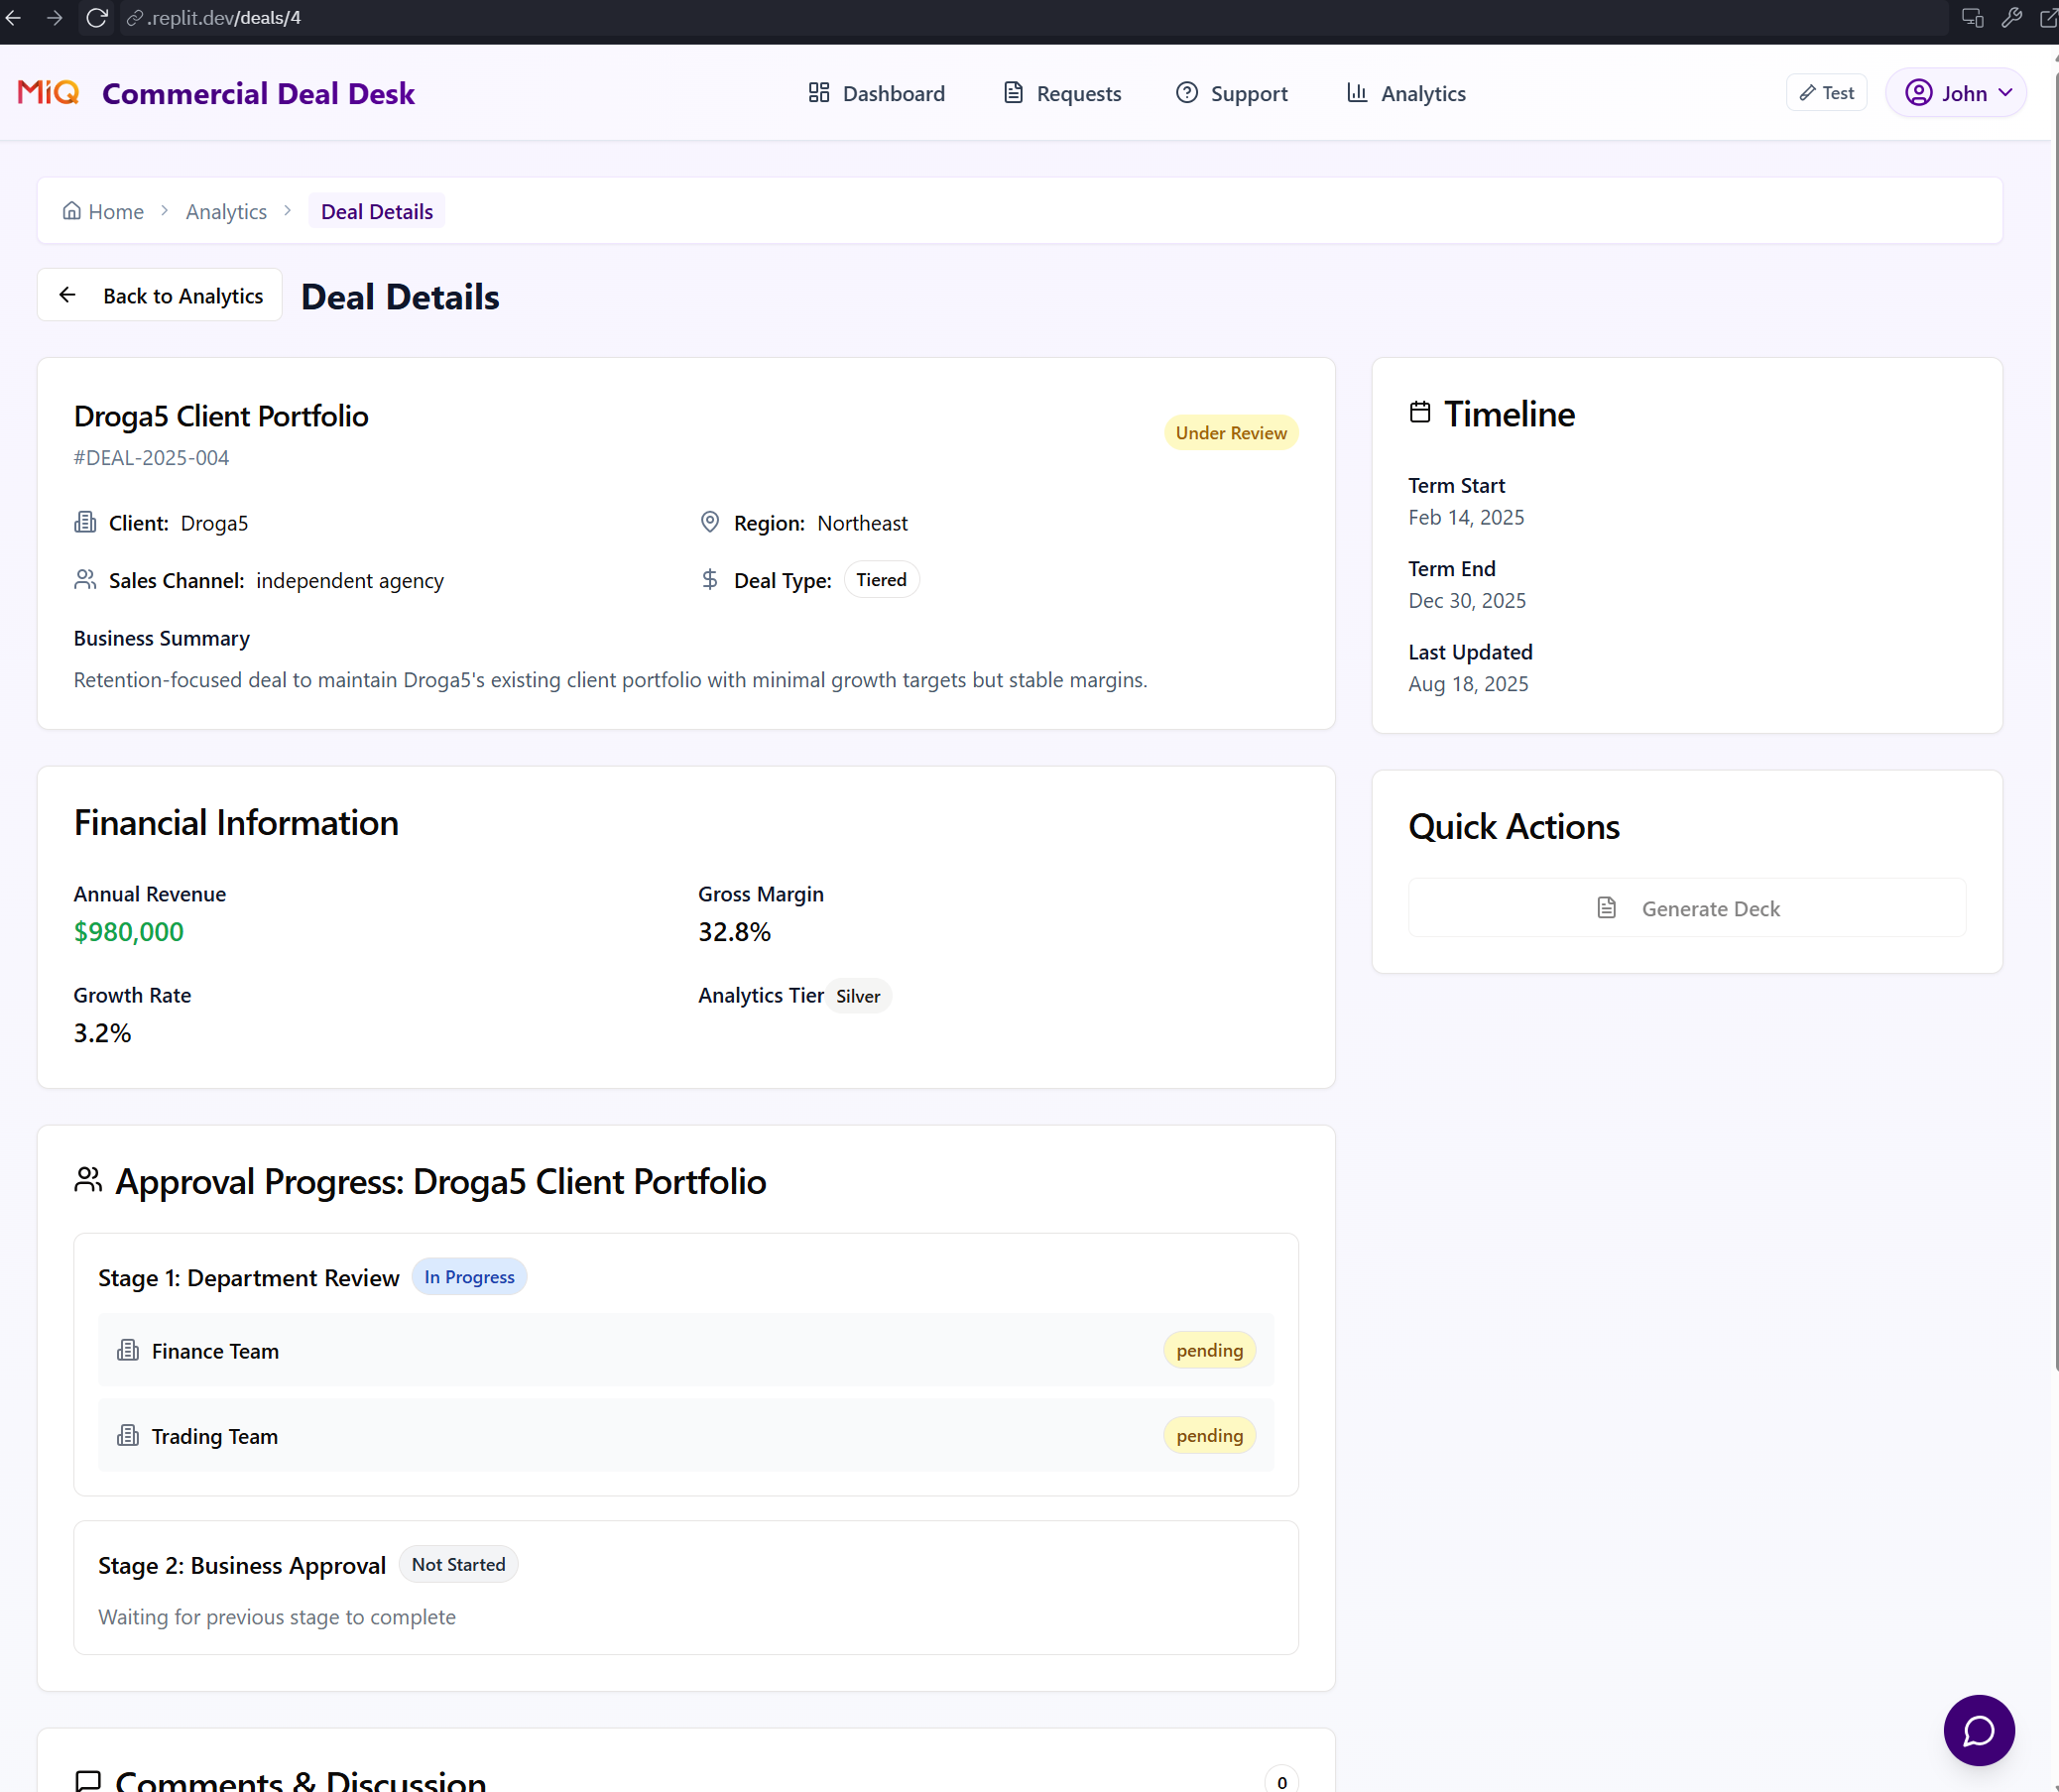 .replit.dev/deals/4
MiQ Commercial Deal Desk Dashboard Requests Support Analytics Test John
Home Analytics Deal Details
Back to Analytics Deal Details
Droga5 Client Portfolio
Under Review
#DEAL-2025-004
Client: Droga5 Region: Northeast
Sales Channel: independent agency Deal Type: Tiered
Business Summary
Retention-focused deal to maintain Droga5's existing client portfolio with minimal growth targets but stable margins.
Timeline
Term Start
Feb 14, 2025
Term End
Dec 30, 2025
Last Updated
Aug 18, 2025
Financial Information
Annual Revenue Gross Margin
$980,000 32.8%
Growth Rate Analytics Tier Silver
3.2%
Quick Actions
Generate Deck
Approval Progress: Droga5 Client Portfolio
Stage 1: Department Review In Progress
Finance Team pending
Trading Team pending
Stage 2: Business Approval Not Started
Waiting for previous stage to complete
Comments & Discussion 0